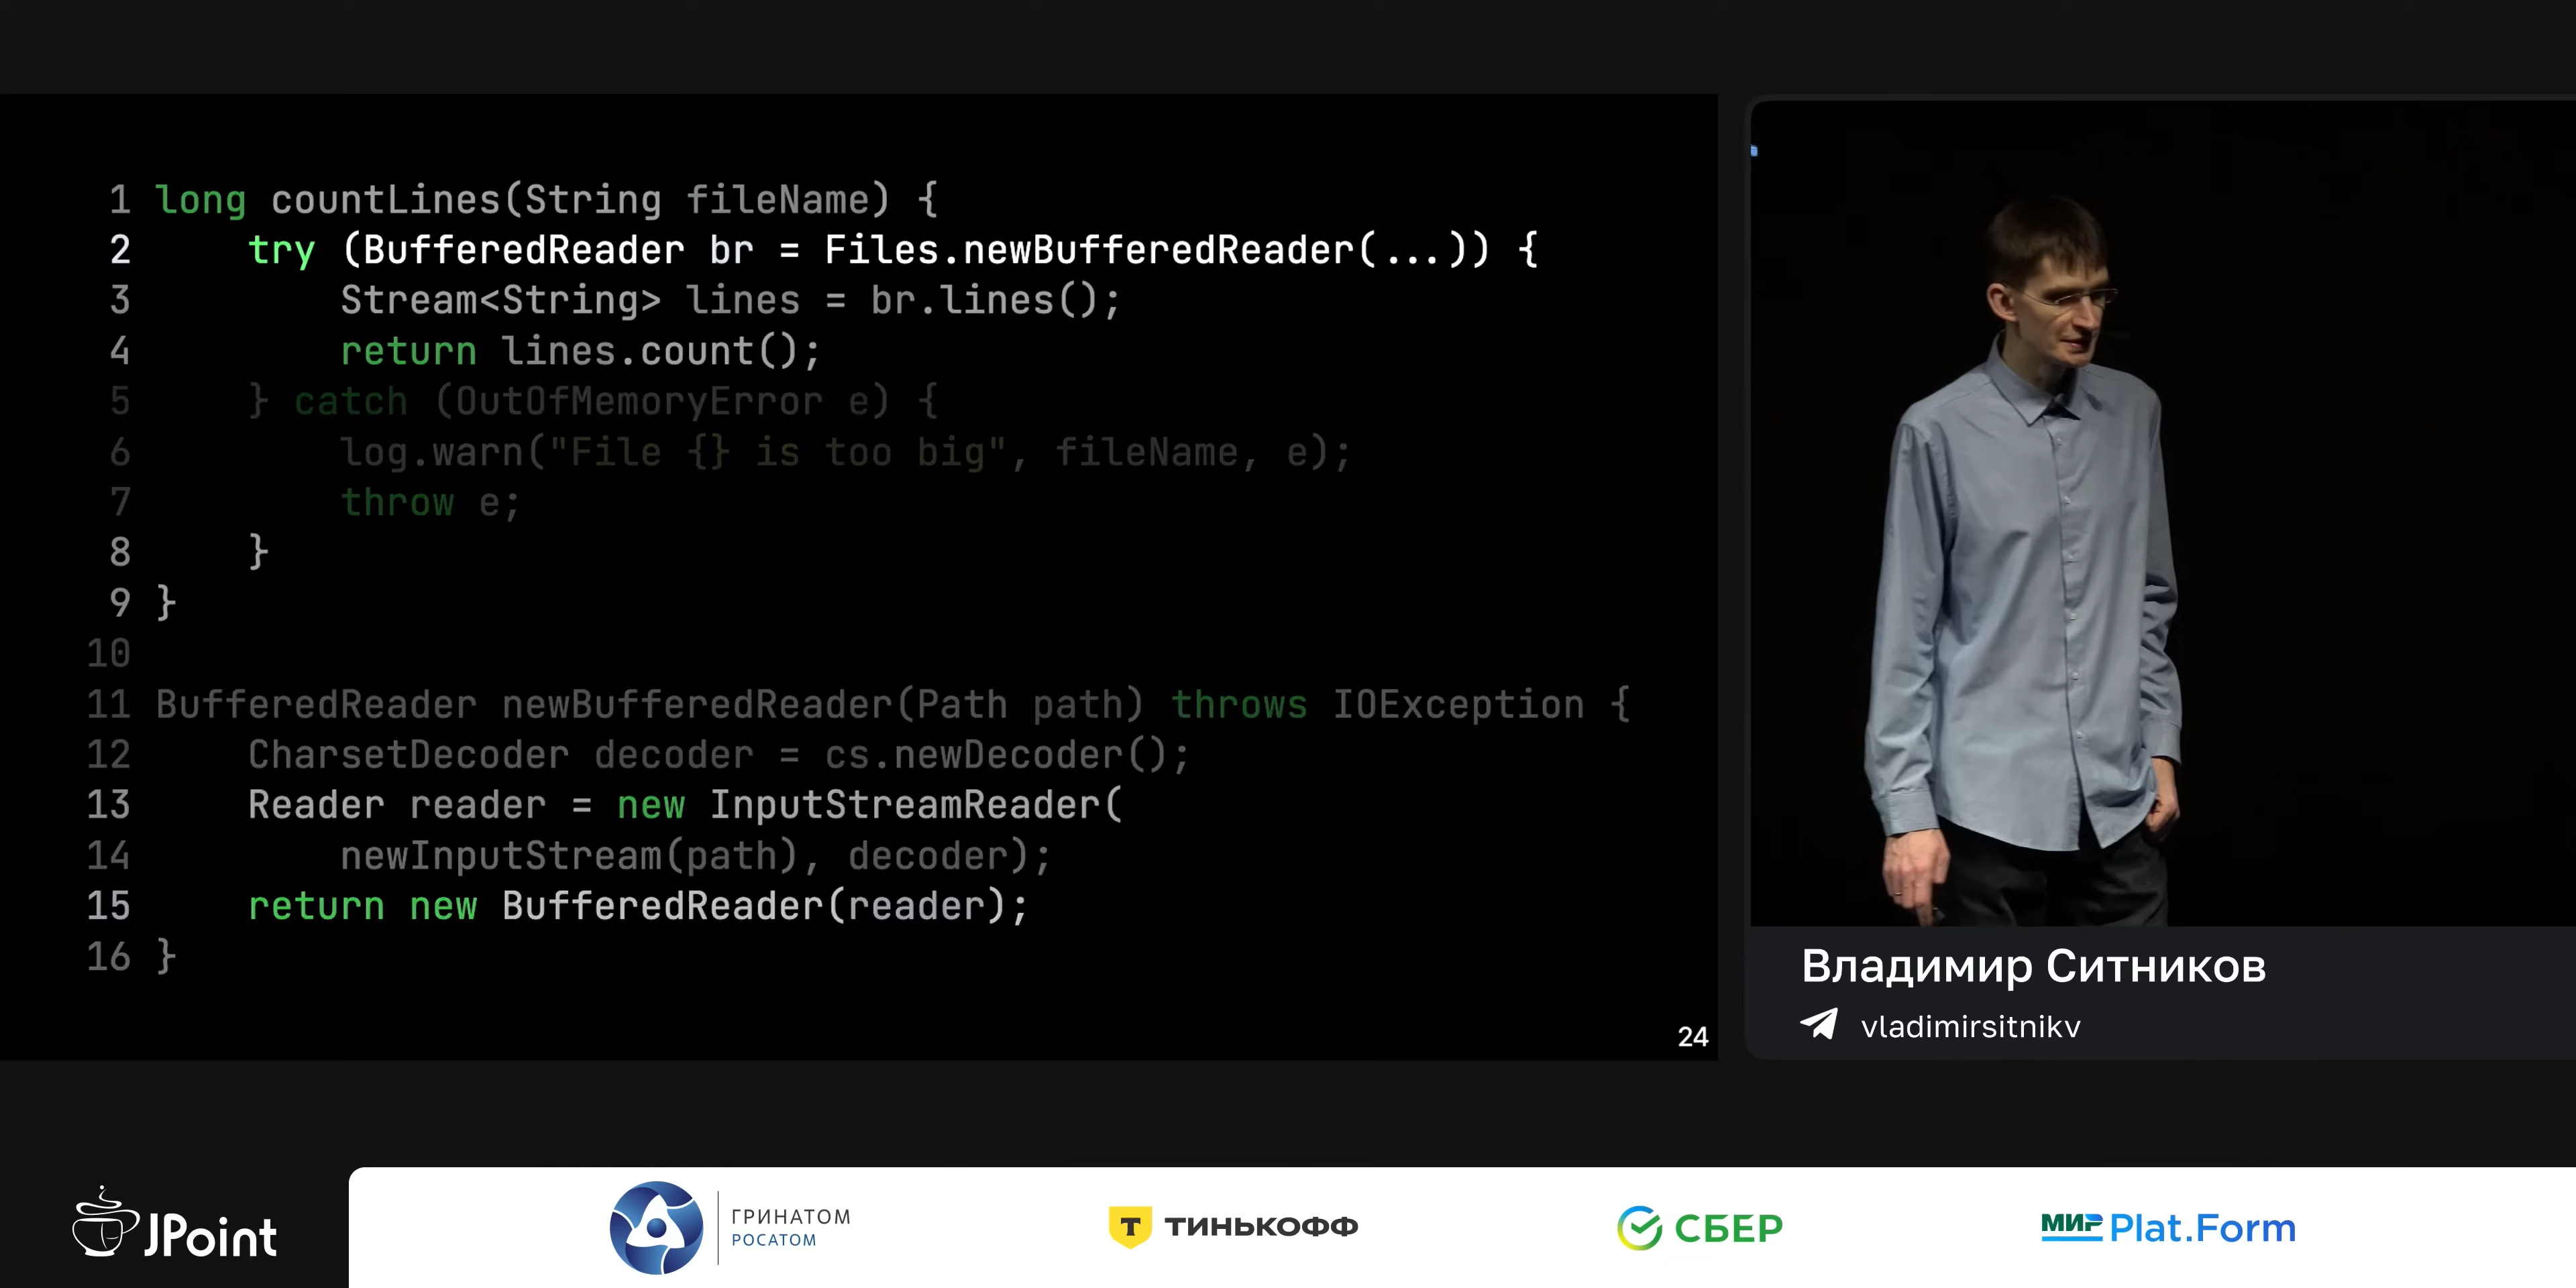 1 long countLines(String fileName) {
2 try (BufferedReader br = Files.newBufferedReader(...)) {
3 Stream<String> lines = br.lines();
4 return lines.count();
5 } catch (OutOfMemoryError e) {
6 log.warn("File {} is too big", fileName, e);
7 throw e;
8 }
9 }
10
11 BufferedReader newBufferedReader(Path path) throws IOException {
12 CharsetDecoder decoder = cs.newDecoder();
13 Reader reader = new InputStreamReader(
14 newInputStream(path), decoder);
15 return new BufferedReader(reader);
16 }
24
Владимир Ситников
vladimirsitnikv
JPoint
ГРИНАТОМ
РОСАТОМ
Т ТИНЬКОФФ
СБЕР
МИР Plat.Form